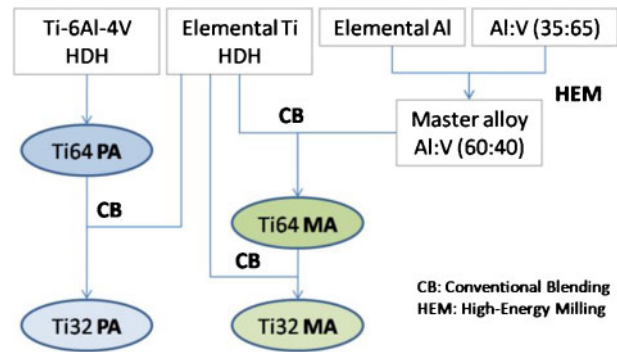 Ti-6Al-4V
HDH
Elemental Ti
HDH
Elemental Al
Al:V (35:65)
HEM
CB
Master alloy
Al:V (60:40)
Ti64 PA
CB
Ti64 MA
CB
CB: Conventional Blending
HEM: High-Energy Milling
Ti32 PA
Ti32 MA